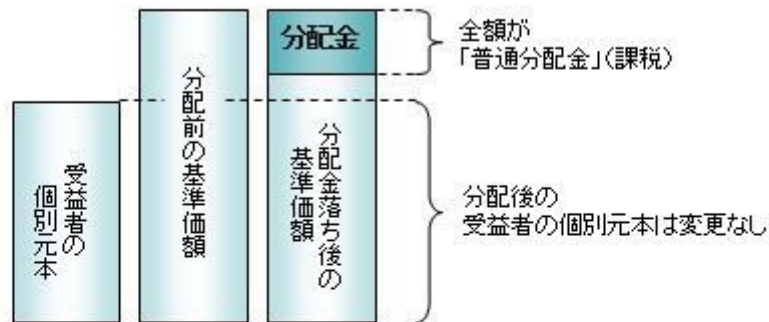 受益者の
個別元本
分配前の基準価額
分配金
分配金落ち後の
基準価額
全額が
「普通分配金」(課税)
分配後の
受益者の個別元本は変更なし